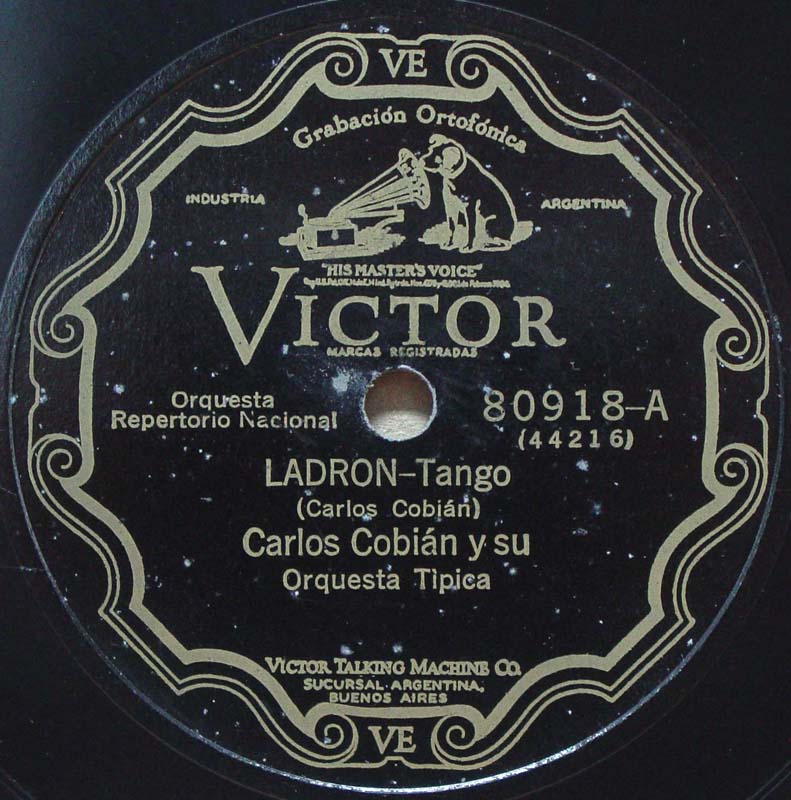 VE
Grabación Ortofónica
INDUSTRIA
ARGENTINA
"HIS MASTER'S VOICE"
VICTOR
MARCAS REGISTRADAS
Orquesta
Repertorio Nacional
80918-A
(44216)
LADRON-Tango
(Carlos Cobián)
Carlos Cobián y su
Orquesta Típica
VICTOR TALKING MACHINE CO.
SUCURSAL ARGENTINA,
BUENOS AIRES
VE